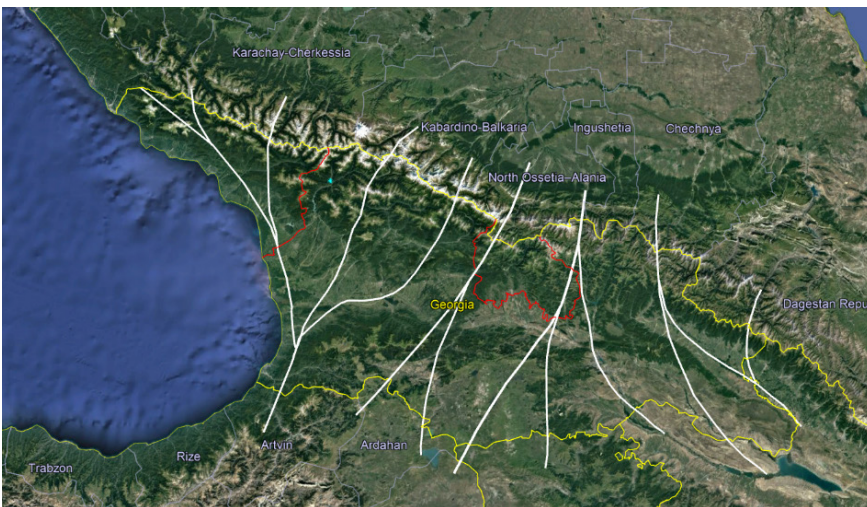 Karachay-Cherkessia
Kabardino-Balkaria
Ingushetia
Chechnya
North Ossetia-Alania
Georgia
Dagestan Repu
Artvin
Ardahan
Rize
Trabzon